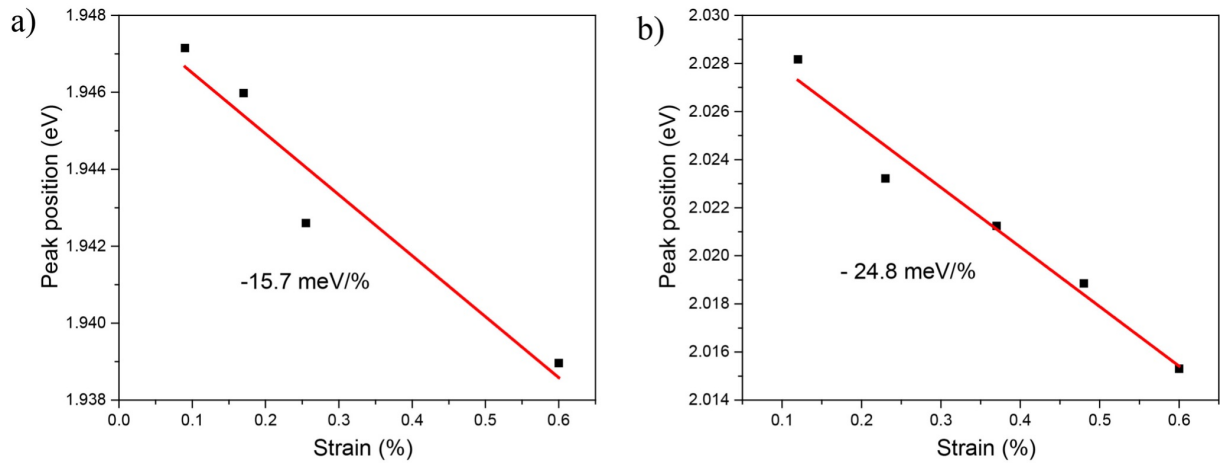 a)
1.948
1.946
1.944
1.942
1.940
1.938
Peak position (eV)
-15.7 meV/%
0.0 0.1 0.2 0.3 0.4 0.5 0.6
Strain (%)
b)
2.030
2.028
2.026
2.024
2.022
2.020
2.018
2.016
2.014
Peak position (eV)
- 24.8 meV/%
0.1 0.2 0.3 0.4 0.5 0.6
Strain (%)